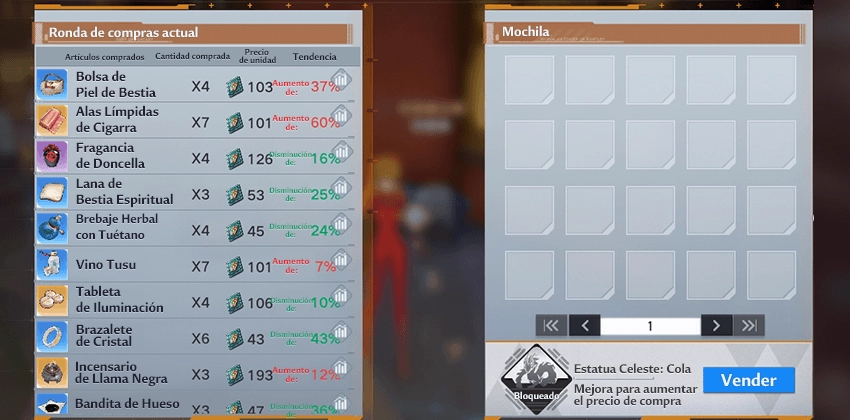 Ronda de compras actual
Artículos comprados Cantidad comprada Precio de unidad Tendencia
Bolsa de Piel de Bestia X4 103 Aumento de: 37%
Alas Límpidas de Cigarra X7 101 Aumento de: 60%
Fragancia de Doncella X4 126 Disminución de: 16%
Lana de Bestia Espiritual X3 53 Disminución de: 25%
Brebaje Herbal con Tuétano X4 45 Disminución de: 24%
Vino Tusu X7 101 Aumento de: 7%
Tableta de Iluminación X4 106 Disminución de: 10%
Brazalete de Cristal X6 43 Disminución de: 43%
Incensario de Llama Negra X3 193 Aumento de: 12%
Bandita de Hueso X3 47 Disminución 36%
Mochila
1
Bloqueado
Estatua Celeste: Cola
Mejora para aumentar
el precio de compra
Vender